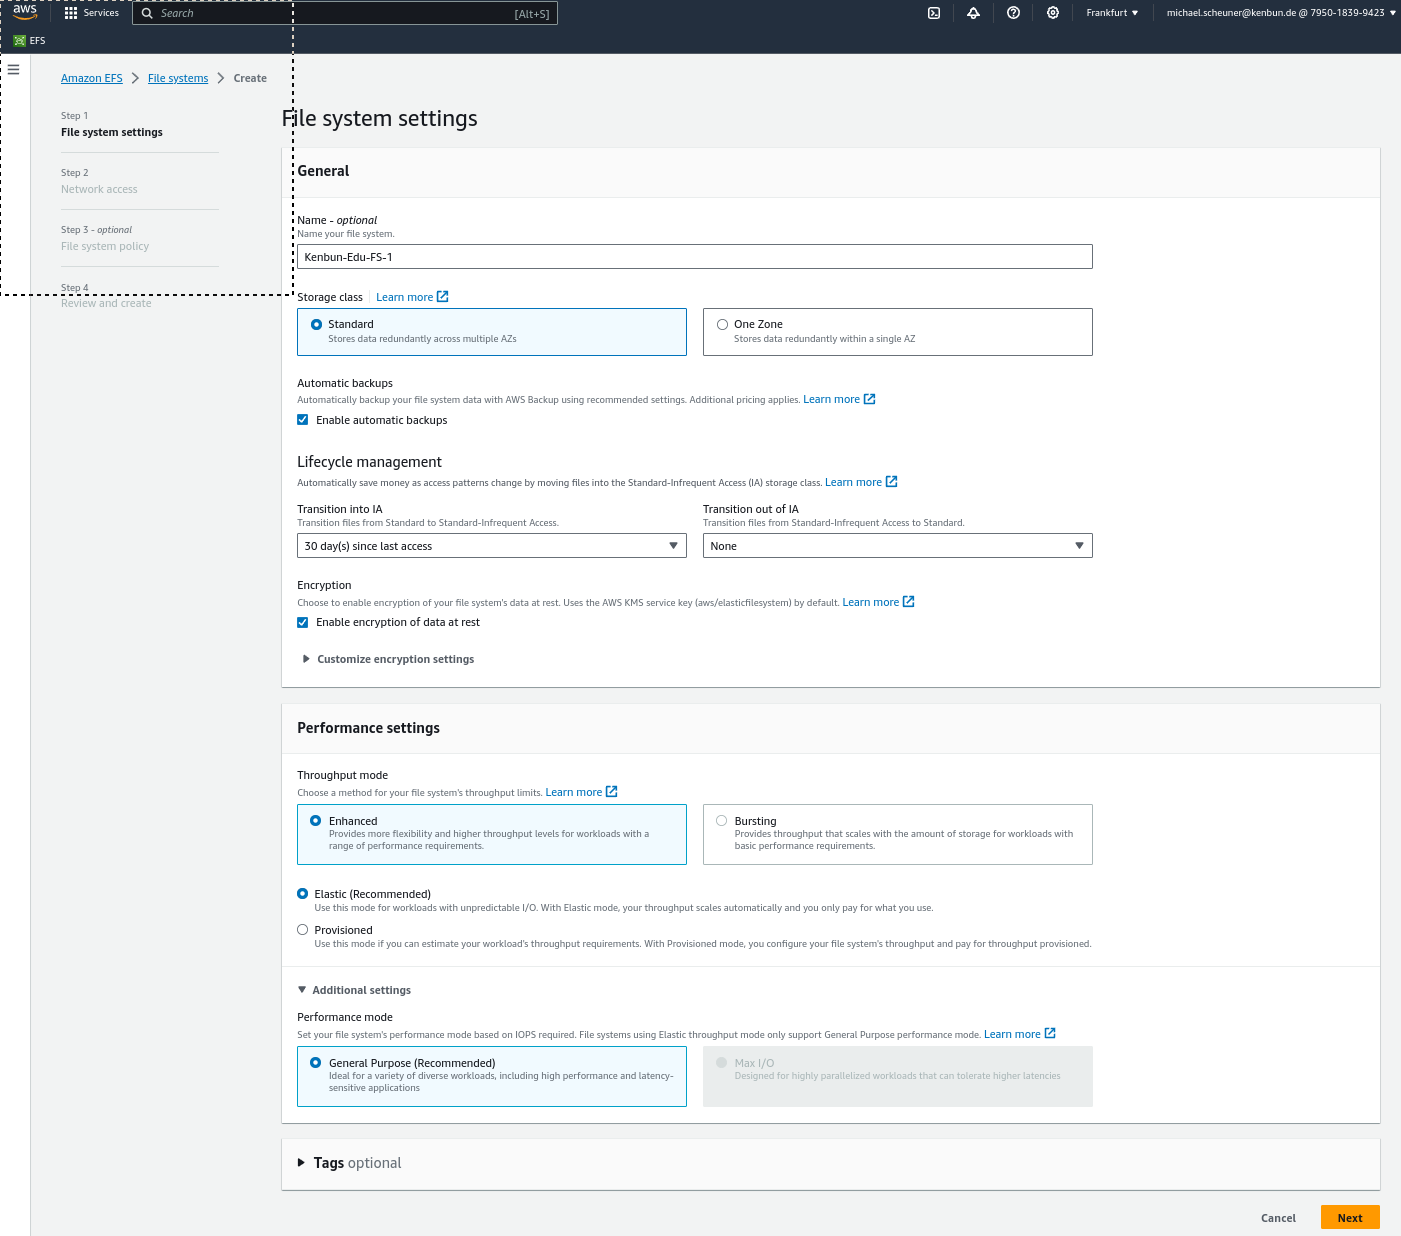 aws
Services
Search
[Alt+S]
Frankfurt
michael.scheuner@kenbun.de @ 7950-1839-9423
EFS
Amazon EFS
File systems
Create
Step 1
File system settings
Step 2
Network access
Step 3 - optional
File system policy
Step 4
Review and create
File system settings
General
Name - optional
Name your file system.
Kenbun-Edu-FS-1
Storage class
Learn more
Standard
Stores data redundantly across multiple AZs
One Zone
Stores data redundantly within a single AZ
Automatic backups
Automatically backup your file system data with AWS Backup using recommended settings. Additional pricing applies. Learn more
Enable automatic backups
Lifecycle management
Automatically save money as access patterns change by moving files into the Standard-Infrequent Access (IA) storage class. Learn more
Transition into IA
Transition files from Standard to Standard-Infrequent Access.
30 day(s) since last access
Transition out of IA
Transition files from Standard-Infrequent Access to Standard.
None
Encryption
Choose to enable encryption of your file system's data at rest. Uses the AWS KMS service key (aws/elasticfilesystem) by default. Learn more
Enable encryption of data at rest
Customize encryption settings
Performance settings
Throughput mode
Choose a method for your file system's throughput limits. Learn more
Enhanced
Provides more flexibility and higher throughput levels for workloads with a
range of performance requirements.
Bursting
Provides throughput that scales with the amount of storage for workloads with
basic performance requirements.
Elastic (Recommended)
Use this mode for workloads with unpredictable I/O. With Elastic mode, your throughput scales automatically and you only pay for what you use.
Provisioned
Use this mode if you can estimate your workload's throughput requirements. With Provisioned mode, you configure your file system's throughput and pay for throughput provisioned.
Additional settings
Performance mode
Set your file system's performance mode based on IOPS required. File systems using Elastic throughput mode only support General Purpose performance mode. Learn more
General Purpose (Recommended)
Ideal for a variety of diverse workloads, including high performance and latency-
sensitive applications
Max I/O
Designed for highly parallelized workloads that can tolerate higher latencies
Tags optional
Cancel
Next